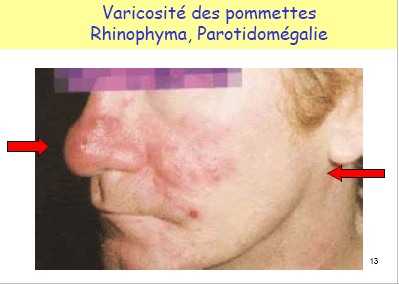 Varicosité des pommettes
Rhinophyma, Parotidomégalie
13